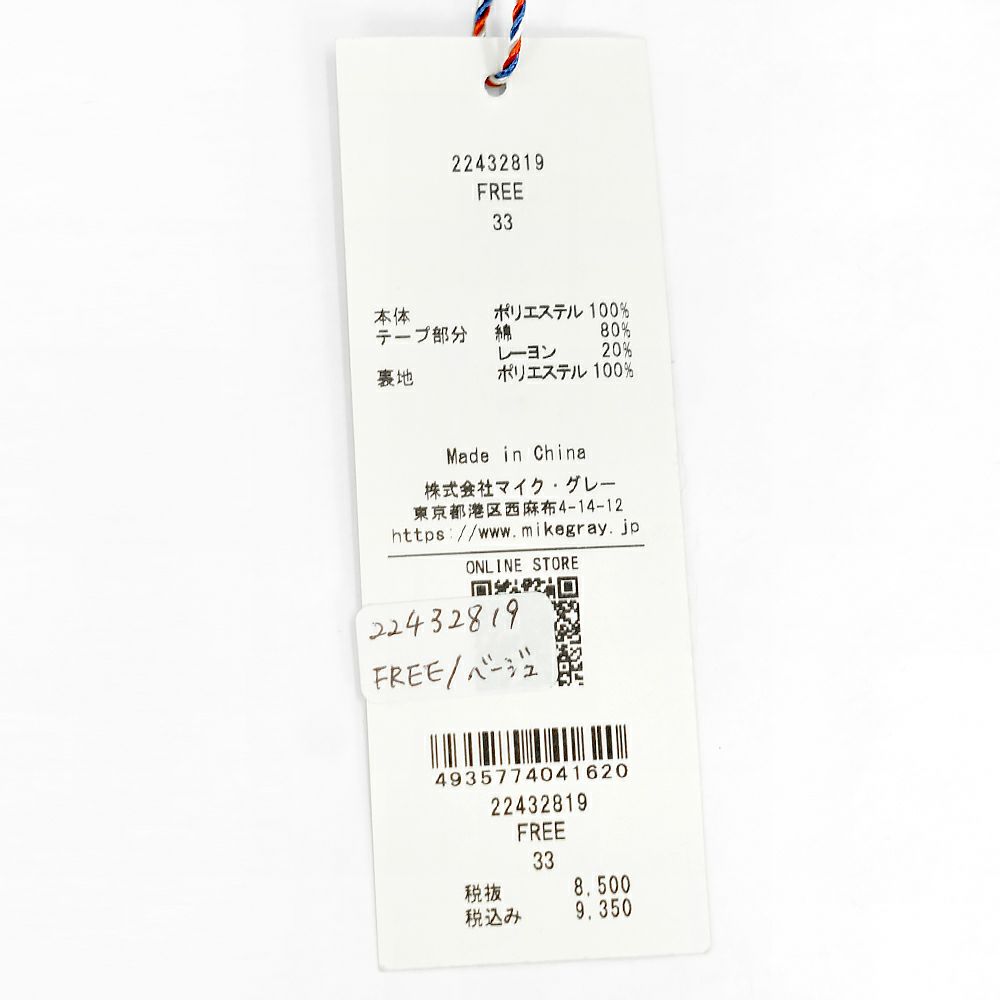 22432819
FREE
33
本体 ポリエステル 100%
テープ部分 綿 80%
レーヨン 20%
裏地 ポリエステル 100%
Made in China
株式会社マイク・グレー
東京都港区西麻布4-14-12
https://www.mikegray.jp
ONLINE STORE
22432819
FREE/ベージュ
4935774041620
22432819
FREE
33
税抜 8,500
税込み 9,350